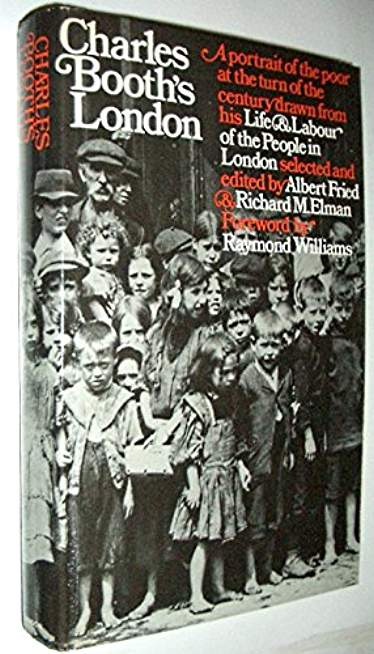 CHARLES
BOOTH'S
Charles
Booth's
London
A portrait of the poor
at the turn of the
century drawn from
his Life & Labour
of the People in
London selected and
edited by Albert Fried
& Richard M. Elman
Foreword by
Raymond Williams